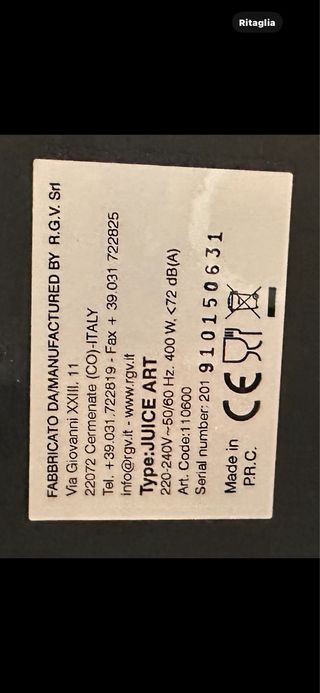 Ritaglia
FABBRICATO DA/MANUFACTURED BY R.G.V. Srl
Via Giovanni XXIII, 11
22072 Cermenate (CO)-ITALY
Tel. +39.031.722819 - Fax + 39.031 722825
info@rgv.it - www.rgv.it
Type:JUICE ART
220-240V~50/60 Hz. 400 W, <72 dB(A)
Art. Code:110600
Serial number: 201 910150631
Made in
P.R.C.
CE